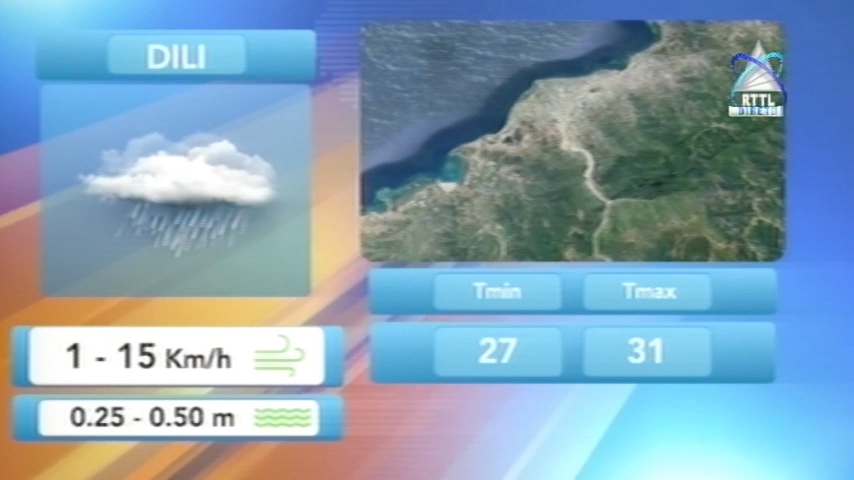 DILI
RTTL
Tmin Tmax
27 31
1 - 15 Km/h
0.25 - 0.50 m